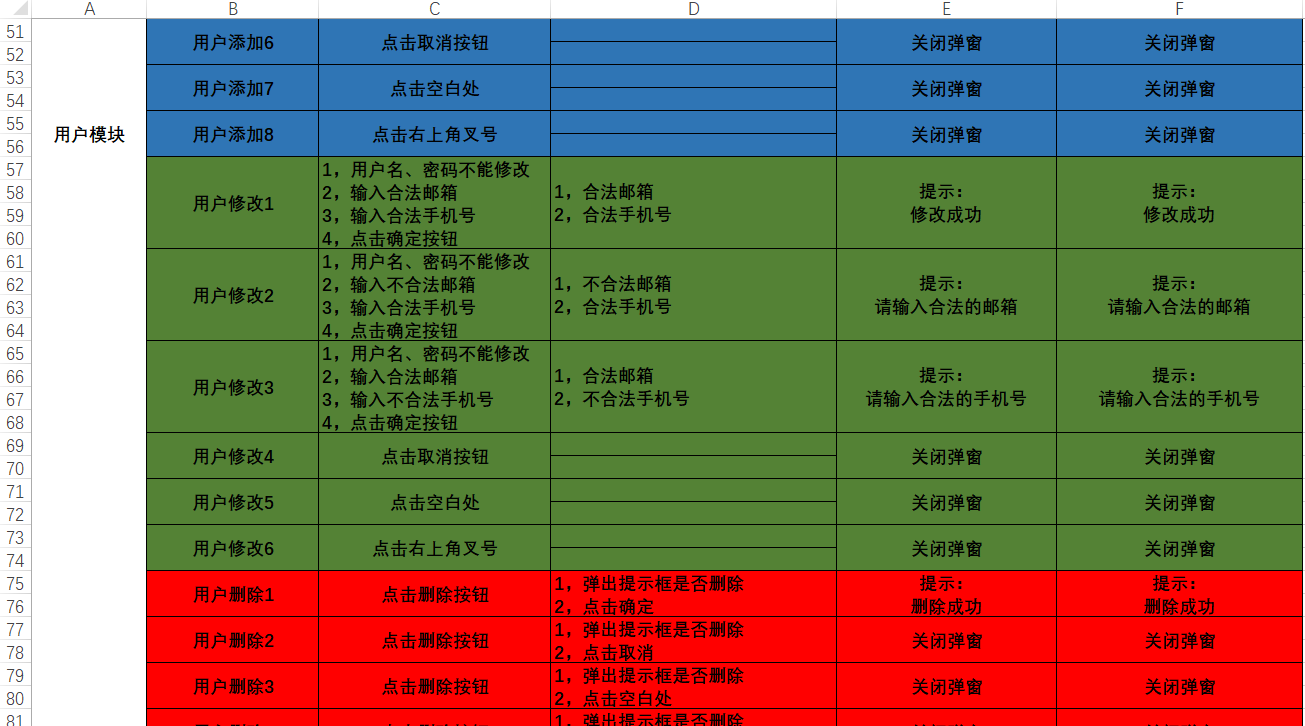 A B C D E F
51
52
用户添加6 点击取消按钮 关闭弹窗 关闭弹窗
53
54
用户添加7 点击空白处 关闭弹窗 关闭弹窗
55
56
用户模块 用户添加8 点击右上角叉号 关闭弹窗 关闭弹窗
57
58
59
60
用户修改1
1，用户名、密码不能修改
2，输入合法邮箱
3，输入合法手机号
4，点击确定按钮
1，合法邮箱
2，合法手机号
提示：
修改成功
提示：
修改成功
61
62
63
64
用户修改2
1，用户名、密码不能修改
2，输入不合法邮箱
3，输入合法手机号
4，点击确定按钮
1，不合法邮箱
2，合法手机号
提示：
请输入合法的邮箱
提示：
请输入合法的邮箱
65
66
67
68
用户修改3
1，用户名、密码不能修改
2，输入合法邮箱
3，输入不合法手机号
4，点击确定按钮
1，合法邮箱
2，不合法手机号
提示：
请输入合法的手机号
提示：
请输入合法的手机号
69
70
用户修改4 点击取消按钮 关闭弹窗 关闭弹窗
71
72
用户修改5 点击空白处 关闭弹窗 关闭弹窗
73
74
用户修改6 点击右上角叉号 关闭弹窗 关闭弹窗
75
76
用户删除1 点击删除按钮
1，弹出提示框是否删除
2，点击确定
提示：
删除成功
提示：
删除成功
77
78
用户删除2 点击删除按钮
1，弹出提示框是否删除
2，点击取消
关闭弹窗 关闭弹窗
79
80
用户删除3 点击删除按钮
1，弹出提示框是否删除
2，点击空白处
关闭弹窗 关闭弹窗
81
1，弹出提示框是否删除